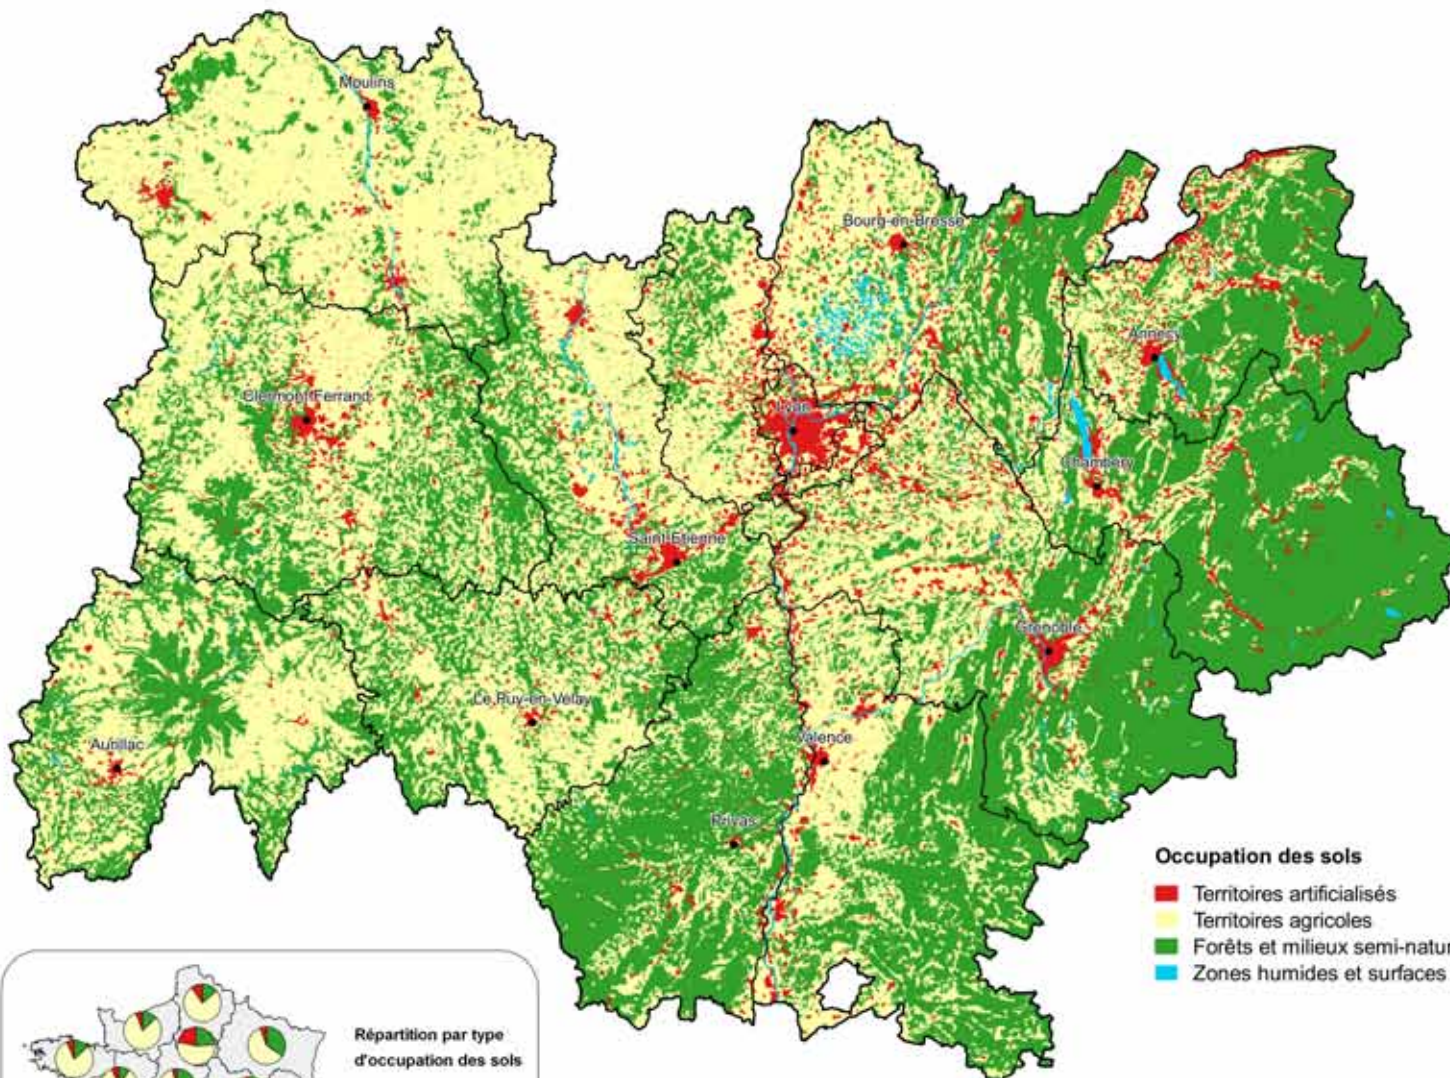 Moulins
Bourg-en-Bresse
Annecy
Clermont-Ferrand
Lyon
Chambéry
Saint-Etienne
Grenoble
Le Puy-en-Velay
Aurillac
Valence
Privas
Occupation des sols
Territoires artificialisés
Territoires agricoles
Forêts et milieux semi-natur
Zones humides et surfaces
Répartition par type
d'occupation des sols